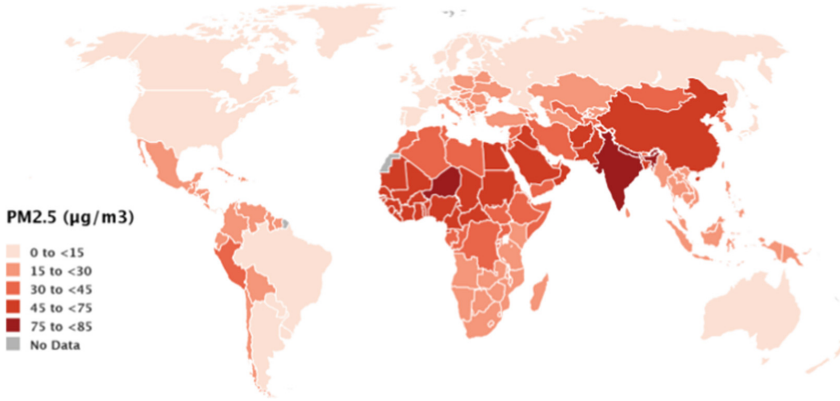 PM2.5 (µg/m3)
0 to <15
15 to <30
30 to <45
45 to <75
75 to <85
No Data